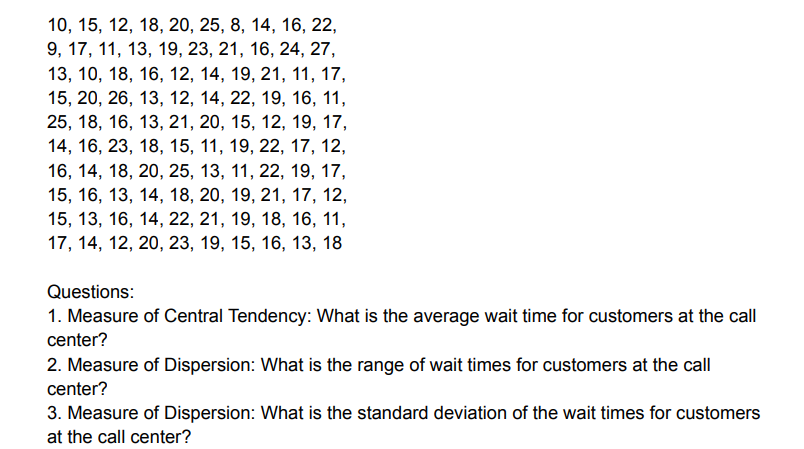 10, 15, 12, 18, 20, 25, 8, 14, 16, 22,
9, 17, 11, 13, 19, 23, 21, 16, 24, 27,
13, 10, 18, 16, 12, 14, 19, 21, 11, 17,
15, 20, 26, 13, 12, 14, 22, 19, 16, 11,
25, 18, 16, 13, 21, 20, 15, 12, 19, 17,
14, 16, 23, 18, 15, 11, 19, 22, 17, 12,
16, 14, 18, 20, 25, 13, 11, 22, 19, 17,
15, 16, 13, 14, 18, 20, 19, 21, 17, 12,
15, 13, 16, 14, 22, 21, 19, 18, 16, 11,
17, 14, 12, 20, 23, 19, 15, 16, 13, 18
Questions:
1. Measure of Central Tendency: What is the average wait time for customers at the call
center?
2. Measure of Dispersion: What is the range of wait times for customers at the call
center?
3. Measure of Dispersion: What is the standard deviation of the wait times for customers
at the call center?